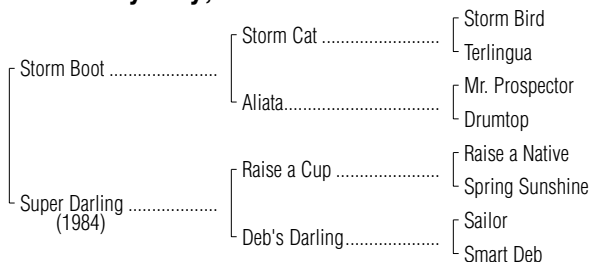 Storm Bird
Storm Cat ........................
Terlingua
Storm Boot ......................
Mr. Prospector
Aliata................................
Drumtop
Raise a Native
Raise a Cup .....................
Spring Sunshine
Super Darling ..................
(1984)
Sailor
Deb's Darling...................
Smart Deb